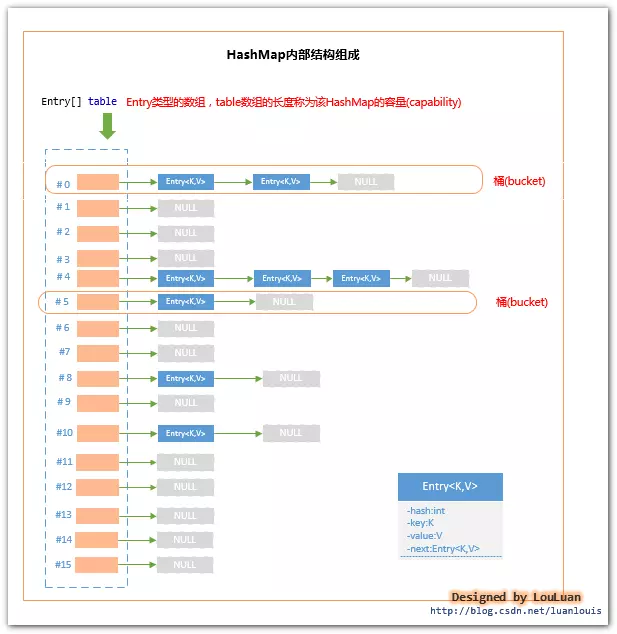 HashMap内部结构组成
Entry[] table Entry类型的数组，table数组的长度称为该HashMap的容量(capability)
#0 Entry<K,V> Entry<K,V> NULL 桶(bucket)
#1 NULL
#2 NULL
#3 NULL
#4 Entry<K,V> Entry<K,V> Entry<K,V> NULL
#5 Entry<K,V> NULL 桶(bucket)
#6 NULL
#7 NULL
#8 Entry<K,V> NULL
#9 NULL
#10 Entry<K,V> NULL
#11 NULL
#12 NULL
#13 NULL
#14 NULL
#15 NULL
Entry<K,V>
-hash:int
-key:K
-value:V
-next:Entry<K,V>
Designed by LouLuan
http://blog.csdn.net/luanlouis